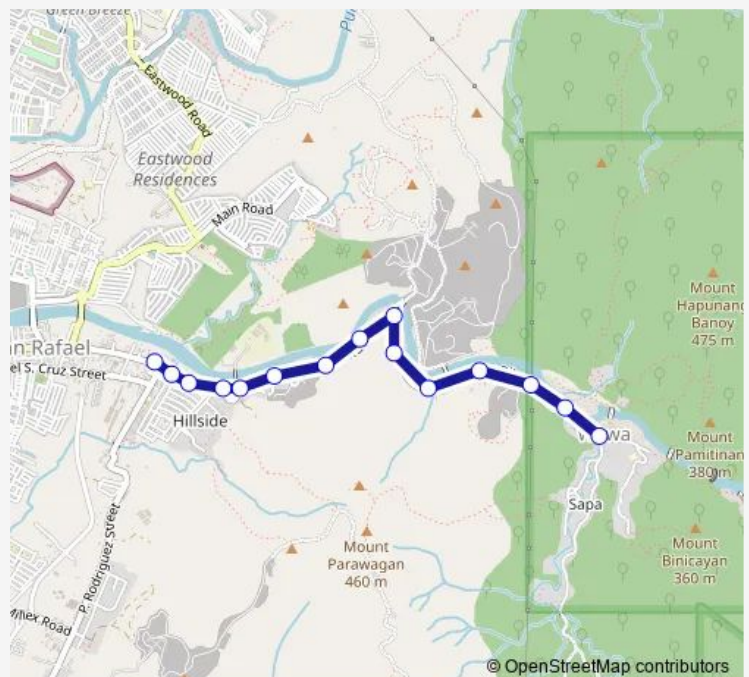 Green Breeze
Eastwood Road
Eastwood
Residences
Main Road
Mount
Hapunang
Banoy
475 m
an Rafael
el S. Cruz Street
Hillside
Mount
Pamitinan
380 m
Sapa
P. Rodriguez Street
Mount
Parawagan
460 m
Mount
Binicayan
360 m
© OpenStreetMap contributors